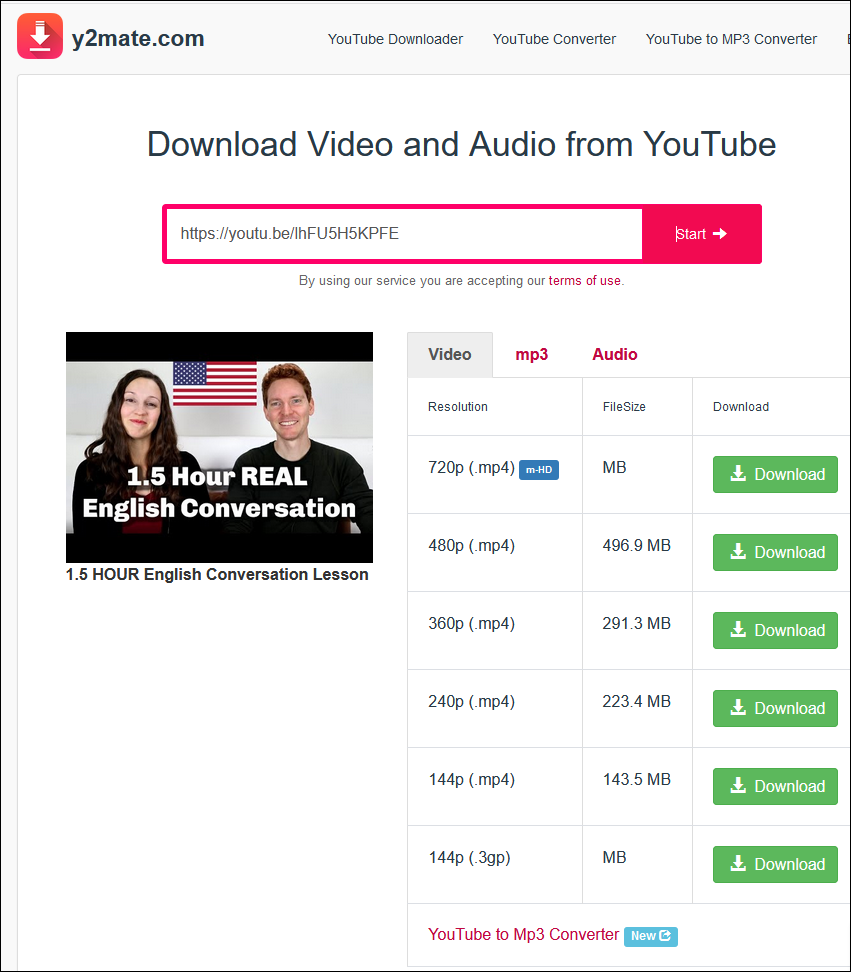 y2mate.com
YouTube Downloader
YouTube Converter
YouTube to MP3 Converter
Download Video and Audio from YouTube
https://youtu.be/lhFU5H5KPFE
Start
By using our service you are accepting our terms of use.
1.5 Hour REAL
English Conversation
1.5 HOUR English Conversation Lesson
Video mp3 Audio
Resolution FileSize Download
720p (.mp4) m-HD MB Download
480p (.mp4) 496.9 MB Download
360p (.mp4) 291.3 MB Download
240p (.mp4) 223.4 MB Download
144p (.mp4) 143.5 MB Download
144p (.3gp) MB Download
YouTube to Mp3 Converter New